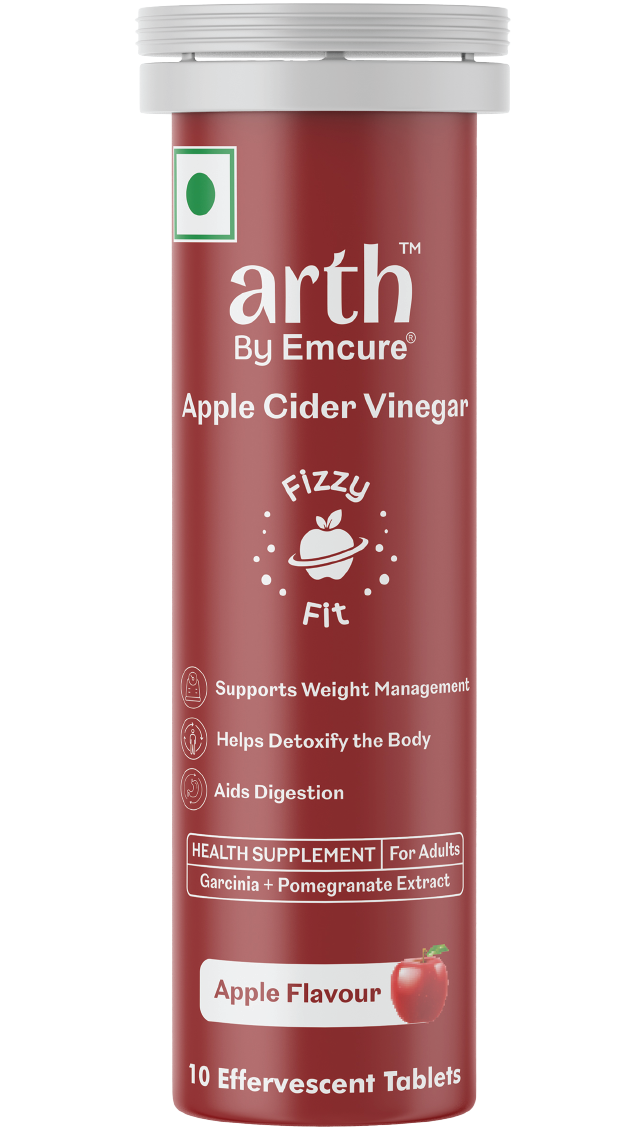 arth™
By Emcure®
Apple Cider Vinegar
Fizzy
Fit
Supports Weight Management
Helps Detoxify the Body
Aids Digestion
HEALTH SUPPLEMENT For Adults
Garcinia + Pomegranate Extract
Apple Flavour
10 Effervescent Tablets